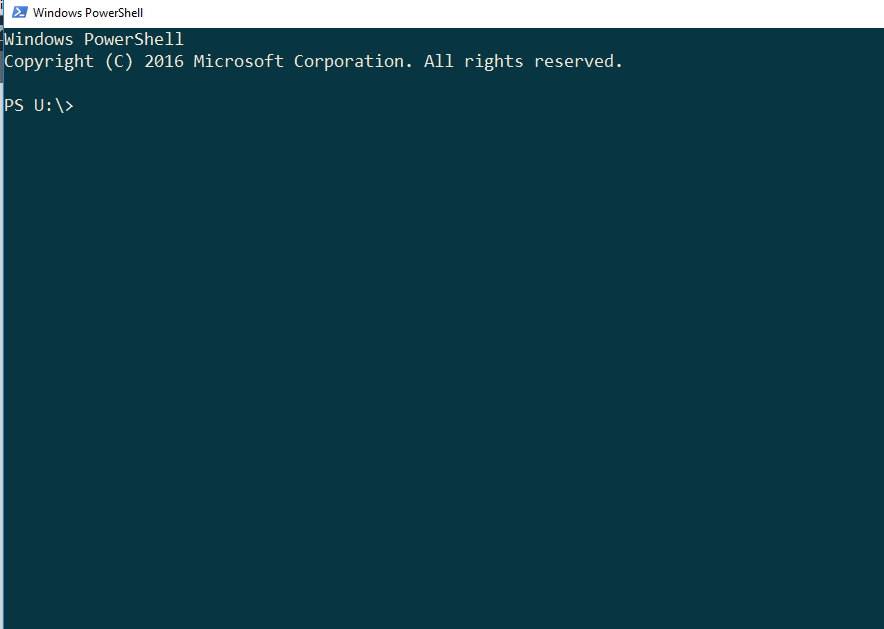 Windows PowerShell
Windows PowerShell
Copyright (C) 2016 Microsoft Corporation. All rights reserved.
PS U:\>